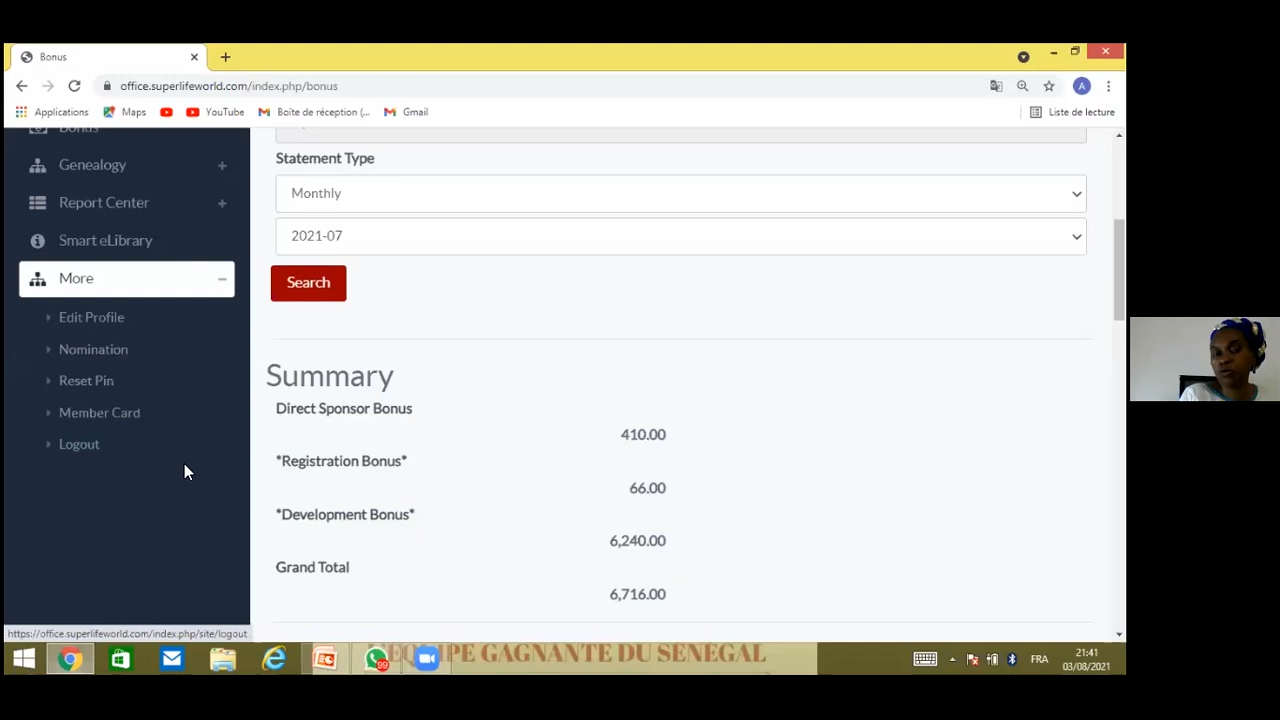 Bonus
office.superlifeworld.com/index.php/bonus
A
Applications
Maps
YouTube
Boîte de réception (...
Gmail
Liste de lecture
Bonus
Genealogy
Report Center
Smart eLibrary
More
Edit Profile
Nomination
Reset Pin
Member Card
Logout
https://office.superlifeworld.com/index.php/site/logout
Statement Type
Monthly
2021-07
Search
Summary
Direct Sponsor Bonus
410.00
*Registration Bonus*
66.00
*Development Bonus*
6,240.00
Grand Total
6,716.00
99
EQUIPE GAGNANTE DU SENEGAL
FRA
21:41
03/08/2021